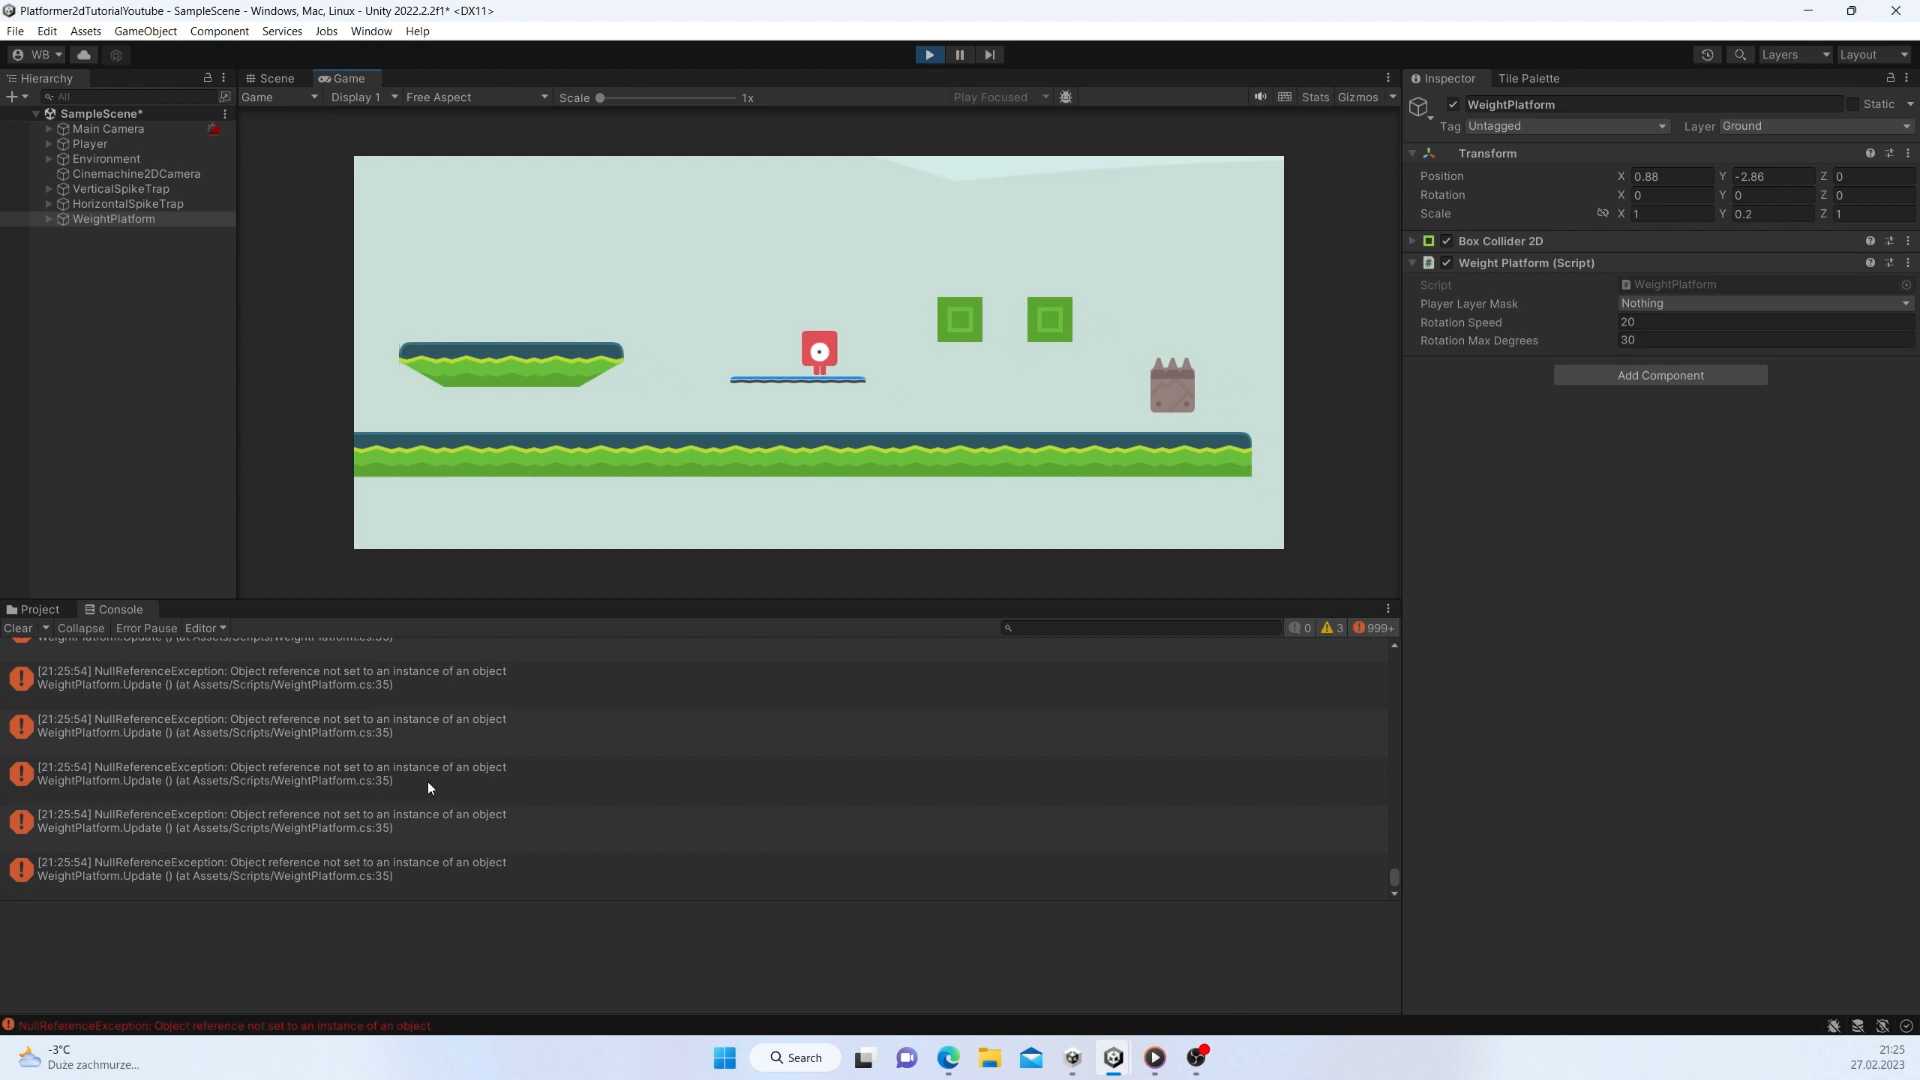 Platformer2dTutorialYoutube - SampleScene - Windows, Mac, Linux - Unity 2022.2.2f1* <DX11>
File Edit Assets GameObject Component Services Jobs Window Help
WB Layers Layout
Hierarchy
All
SampleScene*
Main Camera
Player
Environment
Cinemachine2DCamera
VerticalSpikeTrap
HorizontalSpikeTrap
WeightPlatform
Scene Game
Game Display 1 Free Aspect Scale 1x Play Focused Stats Gizmos
Inspector Tile Palette
WeightPlatform Static
Tag Untagged Layer Ground
Transform
Position X 0.88 Y -2.86 Z 0
Rotation X 0 Y 0 Z 0
Scale X 1 Y 0.2 Z 1
Box Collider 2D
# Weight Platform (Script)
Script WeightPlatform
Player Layer Mask Nothing
Rotation Speed 20
Rotation Max Degrees 30
Add Component
Project Console
Clear Collapse Error Pause Editor 0 3 999+
WeightPlatform.Update () (at Assets/Scripts/WeightPlatform.cs:35)
[21:25:54] NullReferenceException: Object reference not set to an instance of an object
WeightPlatform.Update () (at Assets/Scripts/WeightPlatform.cs:35)
[21:25:54] NullReferenceException: Object reference not set to an instance of an object
WeightPlatform.Update () (at Assets/Scripts/WeightPlatform.cs:35)
[21:25:54] NullReferenceException: Object reference not set to an instance of an object
WeightPlatform.Update () (at Assets/Scripts/WeightPlatform.cs:35)
[21:25:54] NullReferenceException: Object reference not set to an instance of an object
WeightPlatform.Update () (at Assets/Scripts/WeightPlatform.cs:35)
[21:25:54] NullReferenceException: Object reference not set to an instance of an object
WeightPlatform.Update () (at Assets/Scripts/WeightPlatform.cs:35)
NullReferenceException: Object reference not set to an instance of an object
-3°C
Duże zachmurze...
Search
21:25
27.02.2023